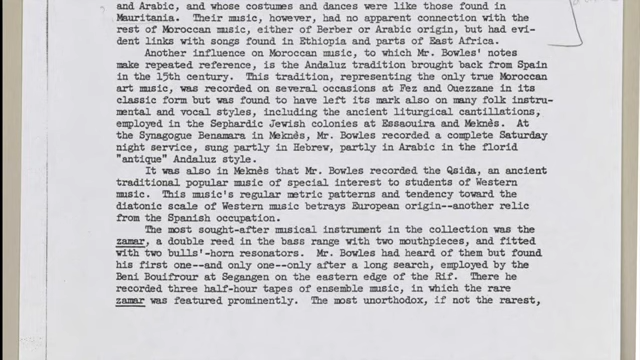 and Arabic, and whose costumes and dances were like those found in
Mauritania.  Their music, however, had no apparent connection with the
rest of Moroccan music, either of Berber or Arabic origin, but had evi-
dent links with songs found in Ethiopia and parts of East Africa.
Another influence on Moroccan music, to which Mr. Bowles' notes
make repeated reference, is the Andaluz tradition brought back from Spain
in the 15th century.  This tradition, representing the only true Moroccan
art music, was recorded on several occasions at Fez and Ouezzane in its
classic form but was found to have left its mark also on many folk instru-
mental and vocal styles, including the ancient liturgical cantillations,
employed in the Sephardic Jewish colonies at Essaouira and Meknès.  At
the Synagogue Benamara in Meknès, Mr. Bowles recorded a complete Saturday
night service, sung partly in Hebrew, partly in Arabic in the florid
"antique" Andaluz style.
It was also in Meknès that Mr. Bowles recorded the Qsida, an ancient
traditional popular music of special interest to students of Western
music.  This music's regular metric patterns and tendency toward the
diatonic scale of Western music betrays European origin--another relic
from the Spanish occupation.
The most sought-after musical instrument in the collection was the
zamar, a double reed in the bass range with two mouthpieces, and fitted
with two bulls'-horn resonators.  Mr. Bowles had heard of them but found
his first one--and only one--only after a long search, employed by the
Beni Bouifrour at Segangen on the eastern edge of the Rif.  There he
recorded three half-hour tapes of ensemble music, in which the rare
zamar was featured prominently.  The most unorthodox, if not the rarest,